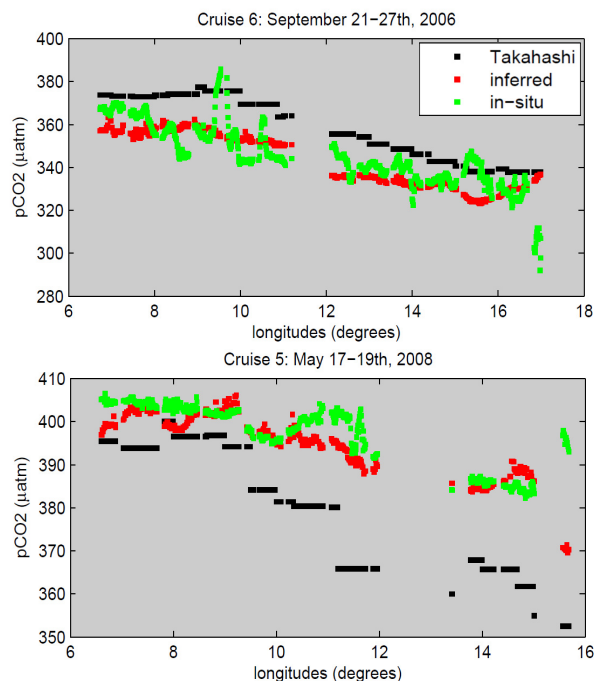 Cruise 6: September 21−27th, 2006
400
380
360
340
320
300
280
pCO2 (µatm)
Takahashi
inferred
in−situ
6 8 10 12 14 16 18
longitudes (degrees)
Cruise 5: May 17−19th, 2008
410
400
390
380
370
360
350
pCO2 (µatm)
6 8 10 12 14 16
longitudes (degrees)